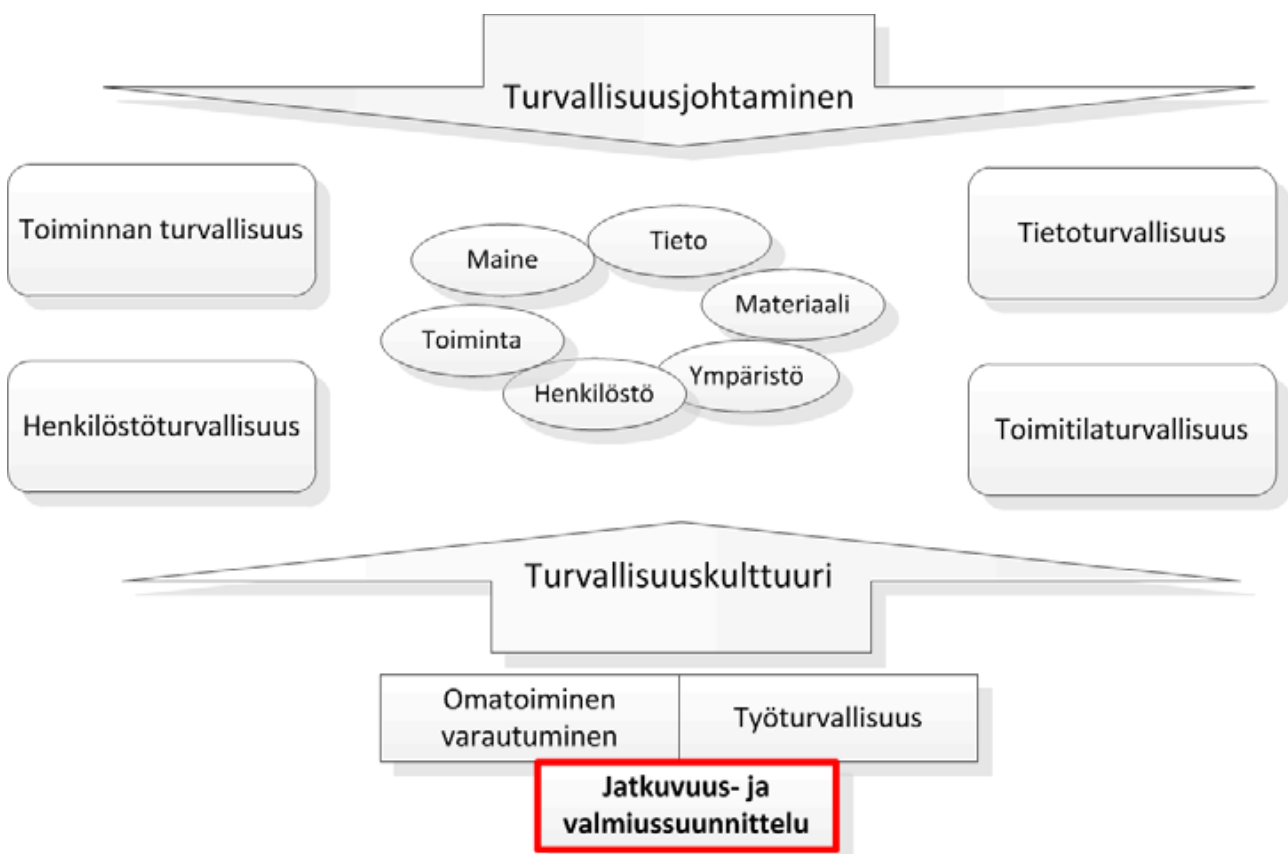 Turvallisuusjohtaminen
Toiminnan turvallisuus
Tietoturvallisuus
Maine
Tieto
Materiaali
Toiminta
Ympäristö
Henkilöstö
Henkilöstöturvallisuus
Toimitilaturvallisuus
Turvallisuuskulttuuri
Omatoiminen
varautuminen
Työturvallisuus
Jatkuvuus- ja
valmiussuunnittelu